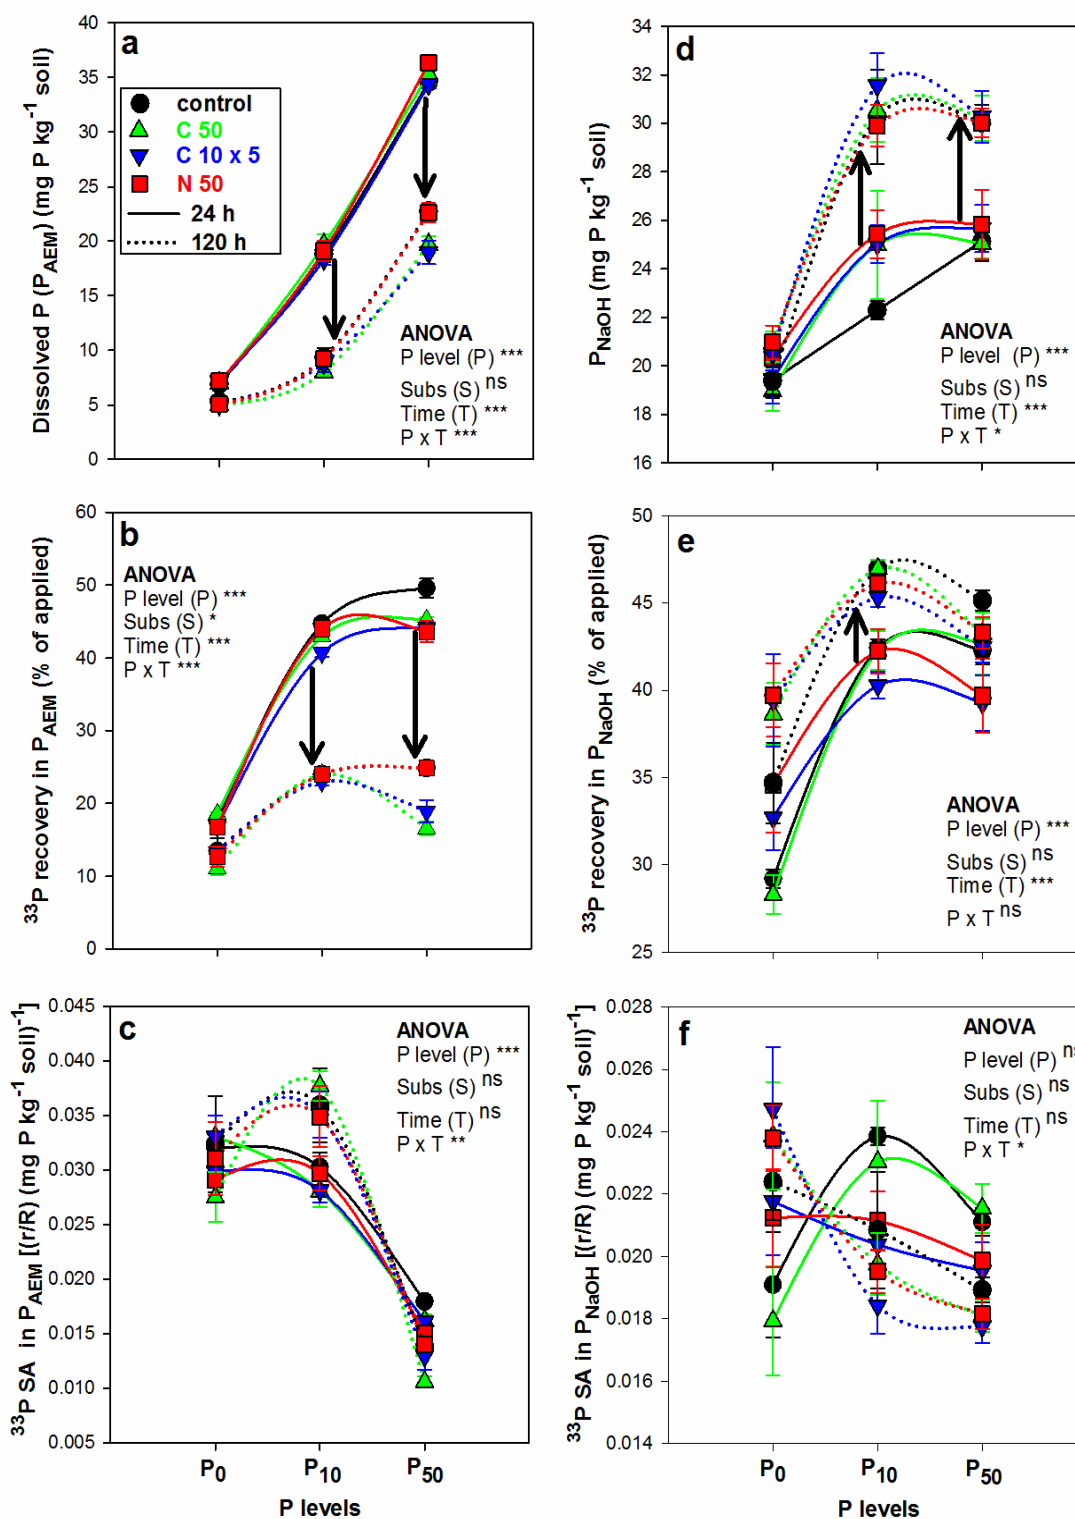 a
Dissolved P (P_AEM) (mg P kg⁻¹ soil)
40
35
30
25
20
15
10
5
0
control
C 50
C 10 x 5
N 50
24 h
120 h
ANOVA
P level (P) ***
Subs (S) ns
Time (T) ***
P x T ***
d
P_NaOH (mg P kg⁻¹ soil)
34
32
30
28
26
24
22
20
18
16
ANOVA
P level (P) ***
Subs (S) ns
Time (T) ***
P x T *
b
³³P recovery in P_AEM (% of applied)
60
50
40
30
20
10
0
ANOVA
P level (P) ***
Subs (S) *
Time (T) ***
P x T ***
e
³³P recovery in P_NaOH (% of applied)
50
45
40
35
30
25
ANOVA
P level (P) ***
Subs (S) ns
Time (T) ***
P x T ns
c
³³P SA in P_AEM [(r/R) (mg P kg⁻¹ soil)⁻¹]
0.045
0.040
0.035
0.030
0.025
0.020
0.015
0.010
0.005
ANOVA
P level (P) ***
Subs (S) ns
Time (T) ns
P x T **
P₀ P₁₀ P₅₀
P levels
f
³³P SA in P_NaOH [(r/R) (mg P kg⁻¹ soil)⁻¹]
0.028
0.026
0.024
0.022
0.020
0.018
0.016
0.014
ANOVA
P level (P) ns
Subs (S) ns
Time (T) ns
P x T *
P₀ P₁₀ P₅₀
P levels